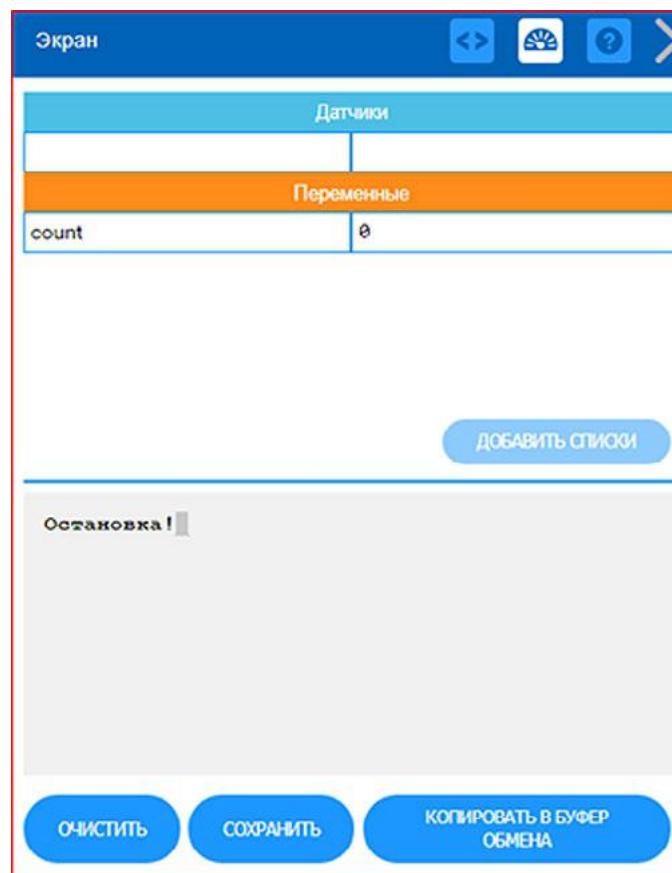 Экран
Датчики
Переменные
count 0
ДОБАВИТЬ СПИСКИ
Остановка!
ОЧИСТИТЬ
СОХРАНИТЬ
КОПИРОВАТЬ В БУФЕР
ОБМЕНА